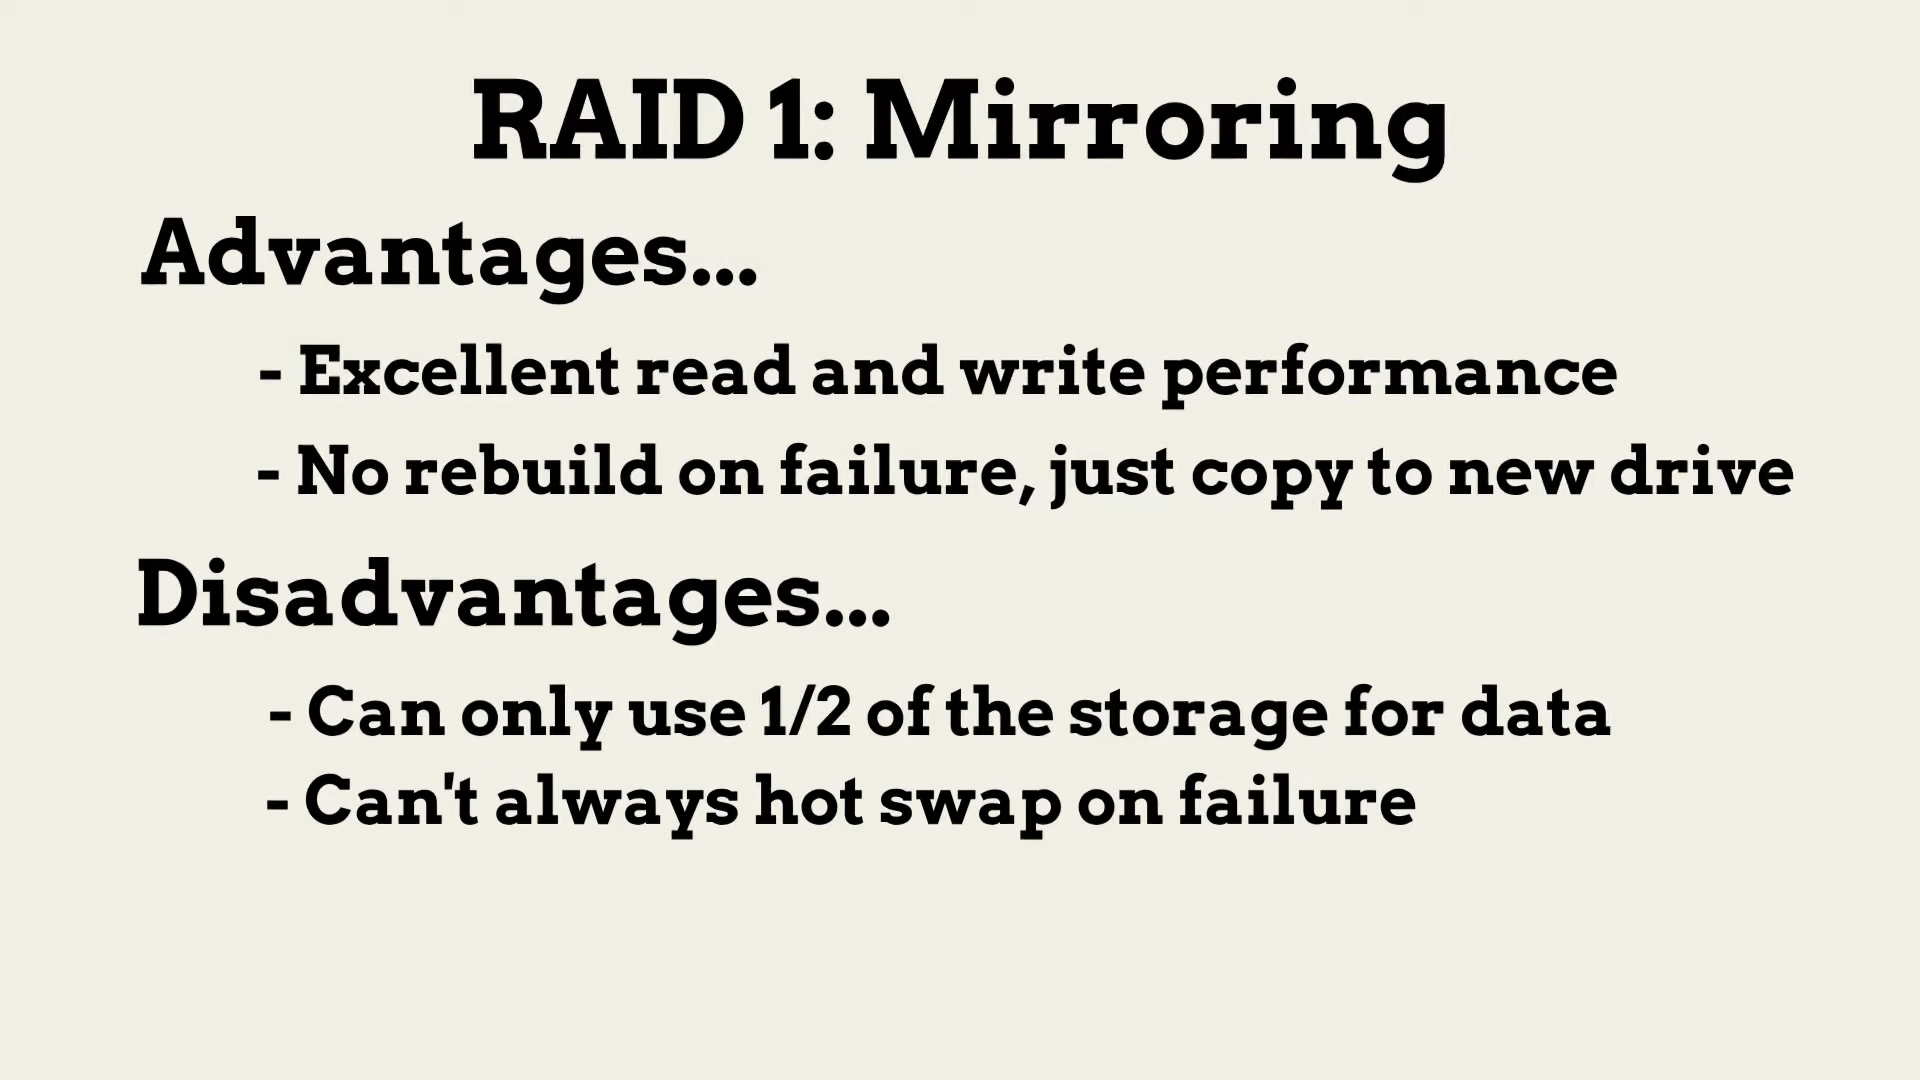 RAID 1: Mirroring
Advantages...
- Excellent read and write performance
- No rebuild on failure, just copy to new drive
Disadvantages...
- Can only use 1/2 of the storage for data
- Can't always hot swap on failure